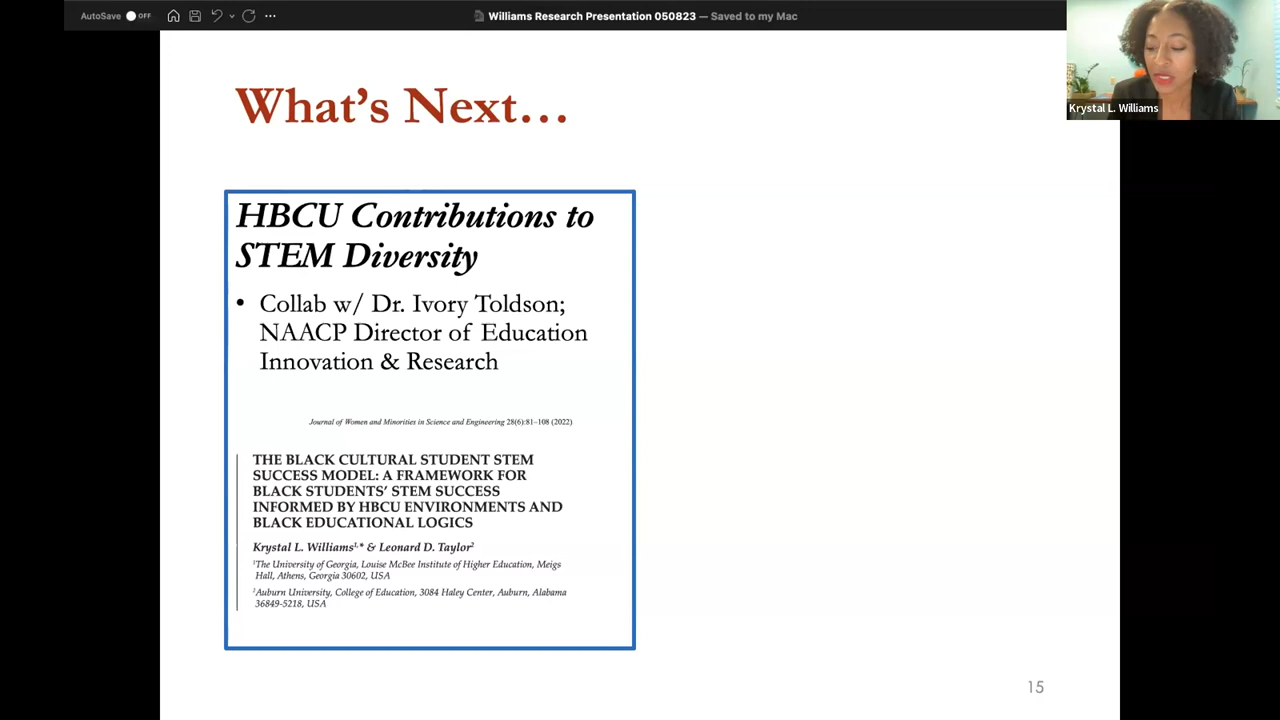 AutoSave OFF
Williams Research Presentation 050823 — Saved to my Mac
Krystal L. Williams
What's Next…
HBCU Contributions to
STEM Diversity
• Collab w/ Dr. Ivory Toldson;
NAACP Director of Education
Innovation & Research
Journal of Women and Minorities in Science and Engineering 28(6):81–108 (2022)
THE BLACK CULTURAL STUDENT STEM
SUCCESS MODEL: A FRAMEWORK FOR
BLACK STUDENTS' STEM SUCCESS
INFORMED BY HBCU ENVIRONMENTS AND
BLACK EDUCATIONAL LOGICS
Krystal L. Williams1,* & Leonard D. Taylor2
1The University of Georgia, Louise McBee Institute of Higher Education, Meigs
Hall, Athens, Georgia 30602, USA
2Auburn University, College of Education, 3084 Haley Center, Auburn, Alabama
36849-5218, USA
15